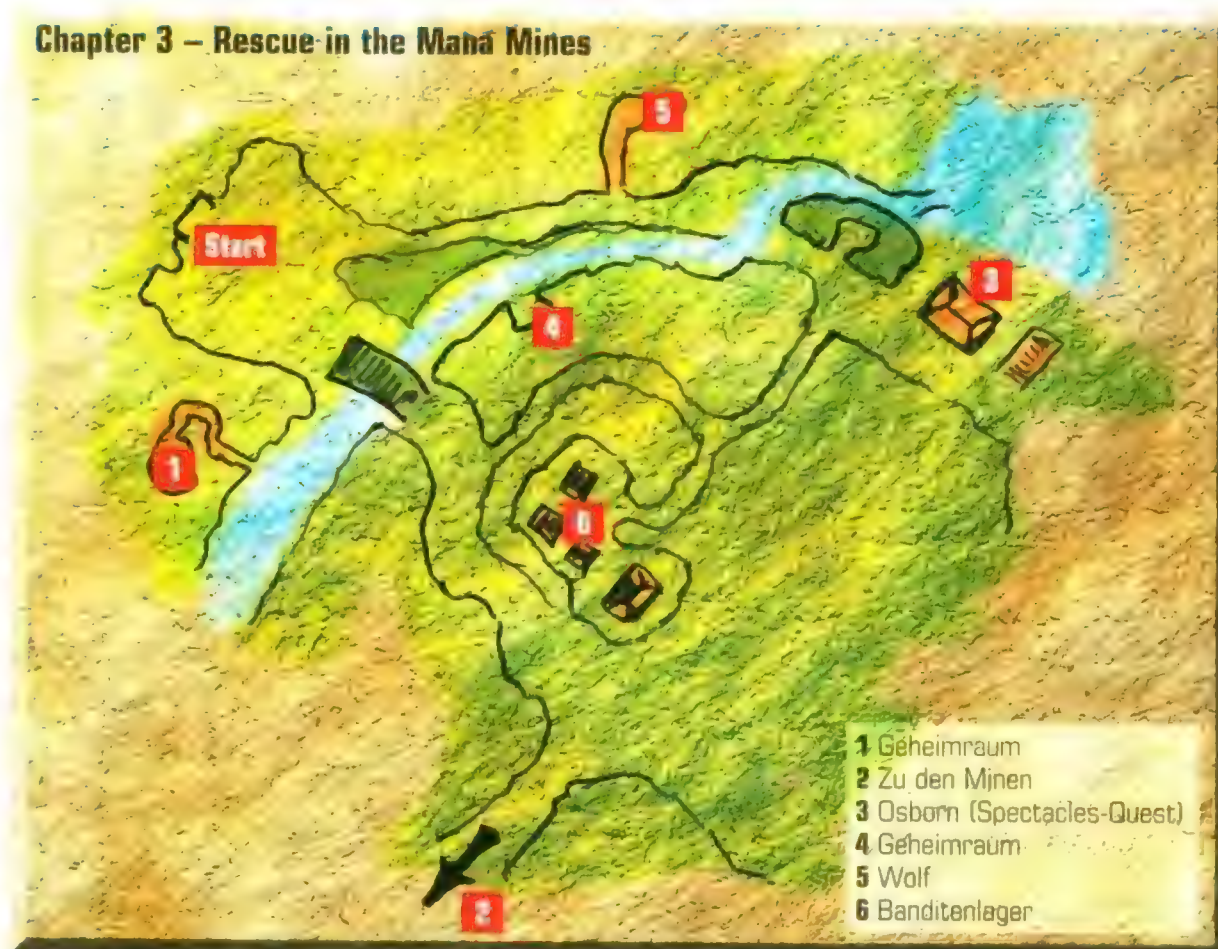 Chapter 3 – Rescue in the Mana Mines
5
Start
3
4
1
6
2
1 Geheimraum
2 Zu den Minen
3 Osborn (Spectacles-Quest)
4 Geheimraum
5 Wolf
6 Banditenlager